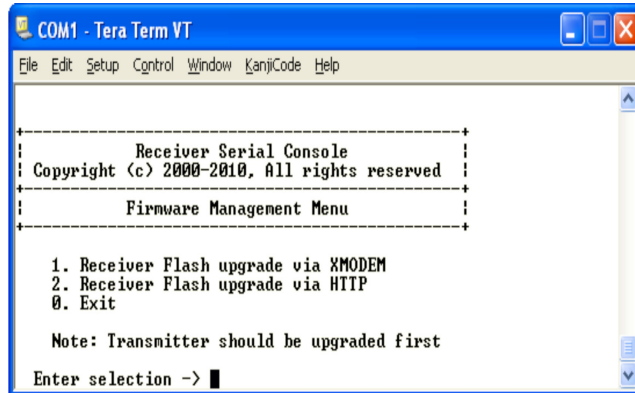 COM1 - Tera Term VT
File Edit Setup Control Window KanjiCode Help
Receiver Serial Console
Copyright (c) 2000-2010, All rights reserved
Firmware Management Menu
1. Receiver Flash upgrade via XMODEM
2. Receiver Flash upgrade via HTTP
0. Exit
Note: Transmitter should be upgraded first
Enter selection ->